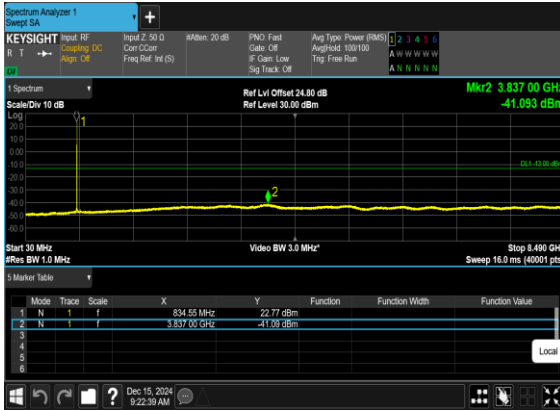 Spectrum Analyzer 1
Swept SA
+
KEYSIGHT
R T
LV
Input: RF
Coupling: DC
Align: Off
Input Z: 50 Ω
Corr CCorr
Freq Ref: Int (S)
#Atten: 20 dB
PNO: Fast
Gate: Off
IF Gain: Low
Sig Track: Off
Avg Type: Power (RMS)
Avg|Hold: 100/100
Trig: Free Run
1 2 3 4 5 6
A W W W W W
A N N N N N
1 Spectrum
Scale/Div 10 dB
Ref Lvl Offset 24.80 dB
Ref Level 30.00 dBm
Mkr2 3.837 00 GHz
-41.093 dBm
Log
20.0
10.0
0.00
-10.0
-20.0
-30.0
-40.0
-50.0
-60.0
1
2
DL1 -13.00 dBm
Start 30 MHz
#Res BW 1.0 MHz
Video BW 3.0 MHz*
Stop 8.490 GH
Sweep 16.0 ms (40001 pts
5 Marker Table
Mode Trace Scale X Y Function Function Width Function Value
1 N 1 f 834.55 MHz 22.77 dBm
2 N 1 f 3.837 00 GHz -41.09 dBm
3
4
5
6
Local
?
Dec 15, 2024
9:22:39 AM